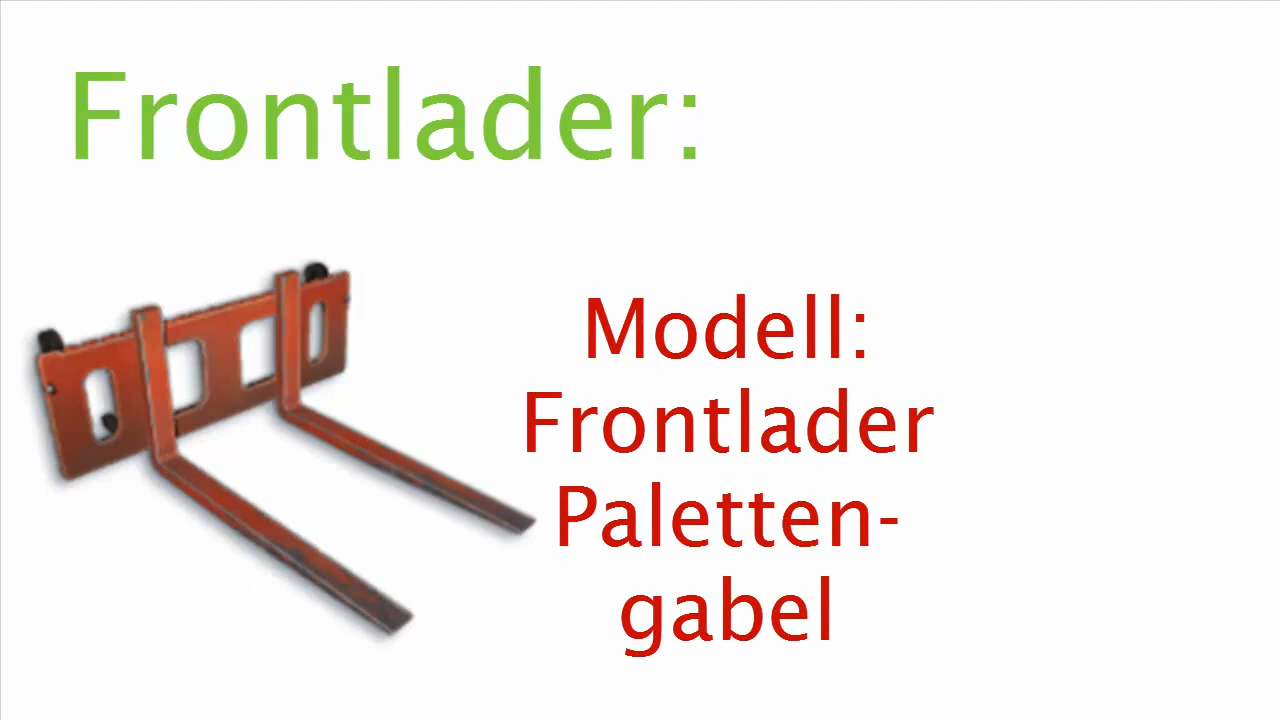 Frontlader:
Modell:
Frontlader
Paletten-
gabel